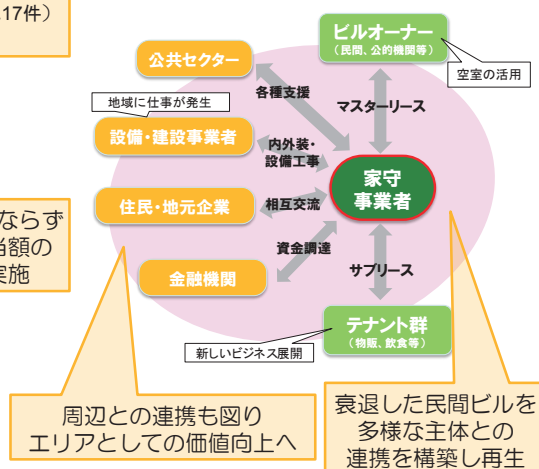 17件）
ビルオーナー
（民間、公的機関等）
空室の活用
公共セクター
各種支援
マスターリース
地域に仕事が発生
設備・建設事業者
内外装・
設備工事
家守
事業者
住民・地元企業
相互交流
ならず
当額の
実施
資金調達
金融機関
サブリース
テナント群
（物販、飲食等）
新しいビジネス展開
周辺との連携も図り
エリアとしての価値向上へ
衰退した民間ビルを
多様な主体との
連携を構築し再生